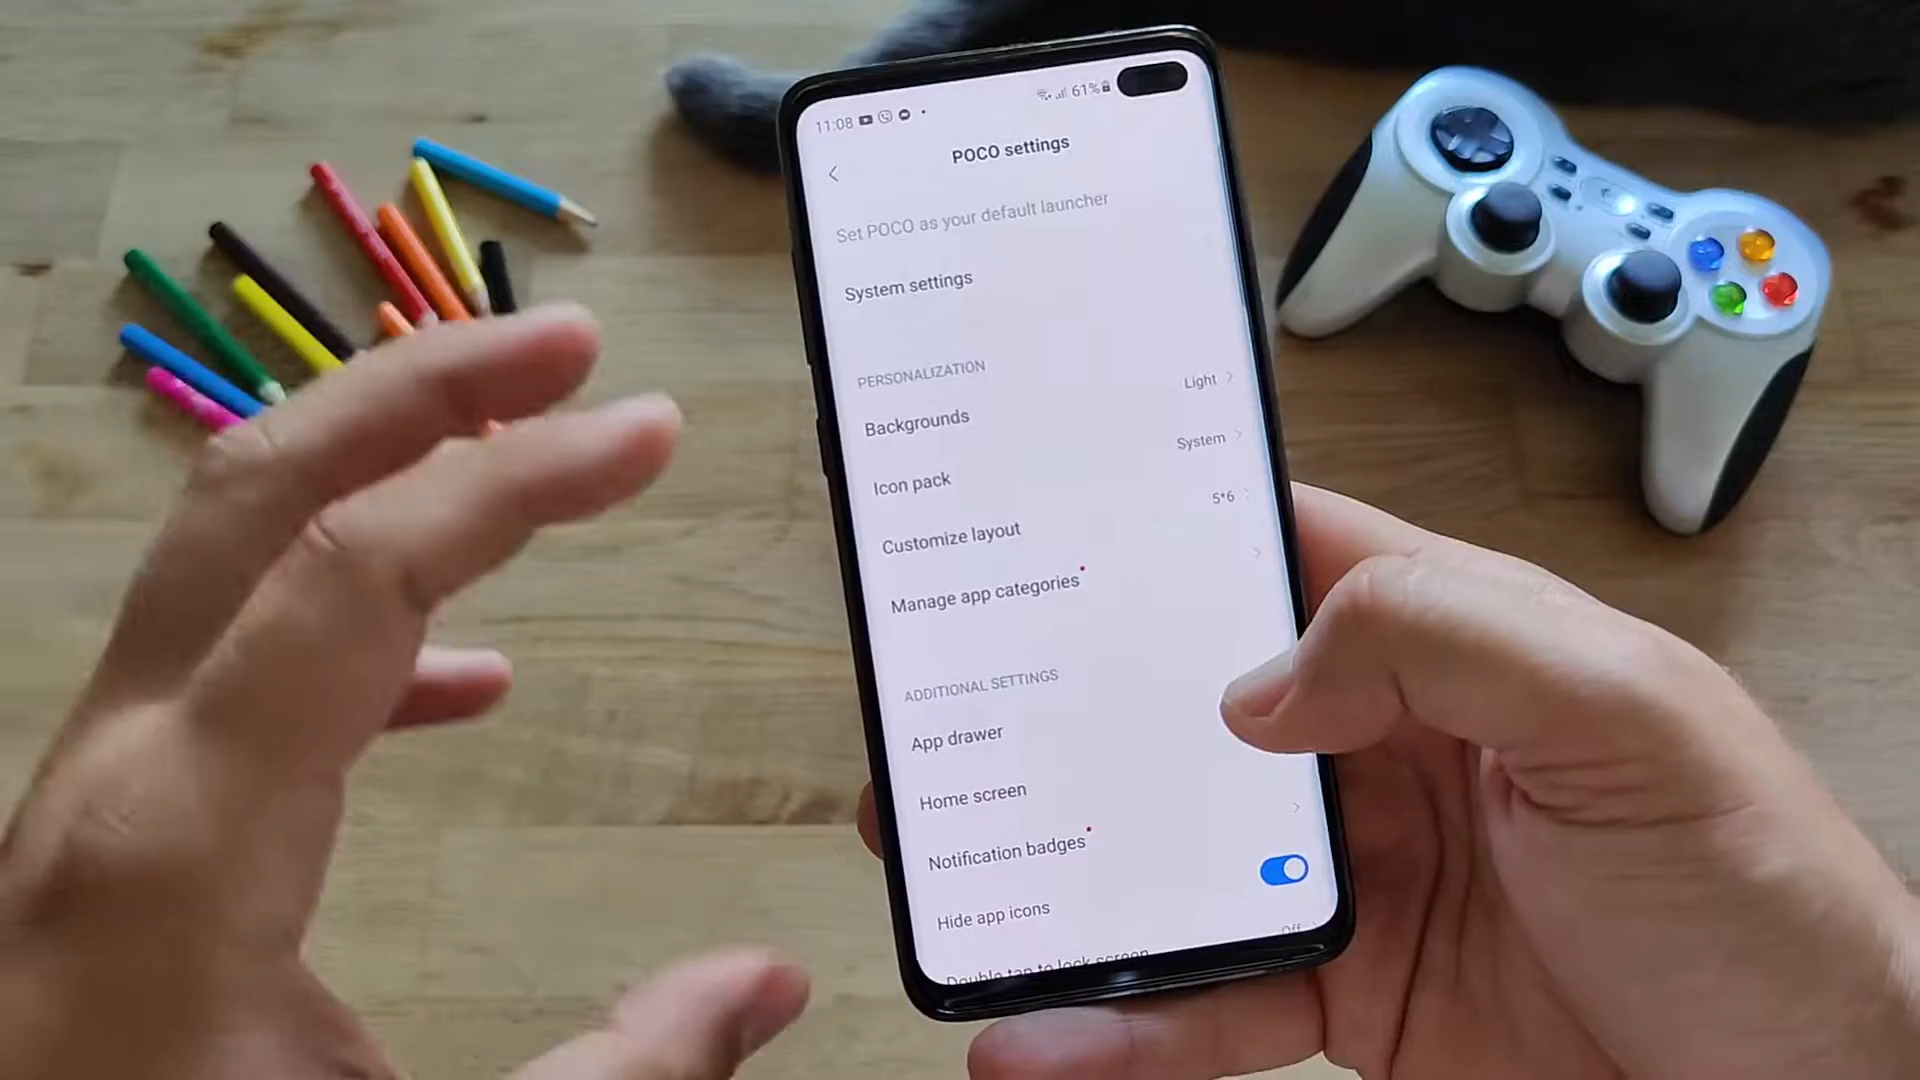 11:08
61%
POCO settings
Set POCO as your default launcher
System settings
PERSONALIZATION
Backgrounds
Light
Icon pack
System
Customize layout
5*6
Manage app categories
ADDITIONAL SETTINGS
App drawer
Home screen
Notification badges
Hide app icons
Double tap to lock screen
Off